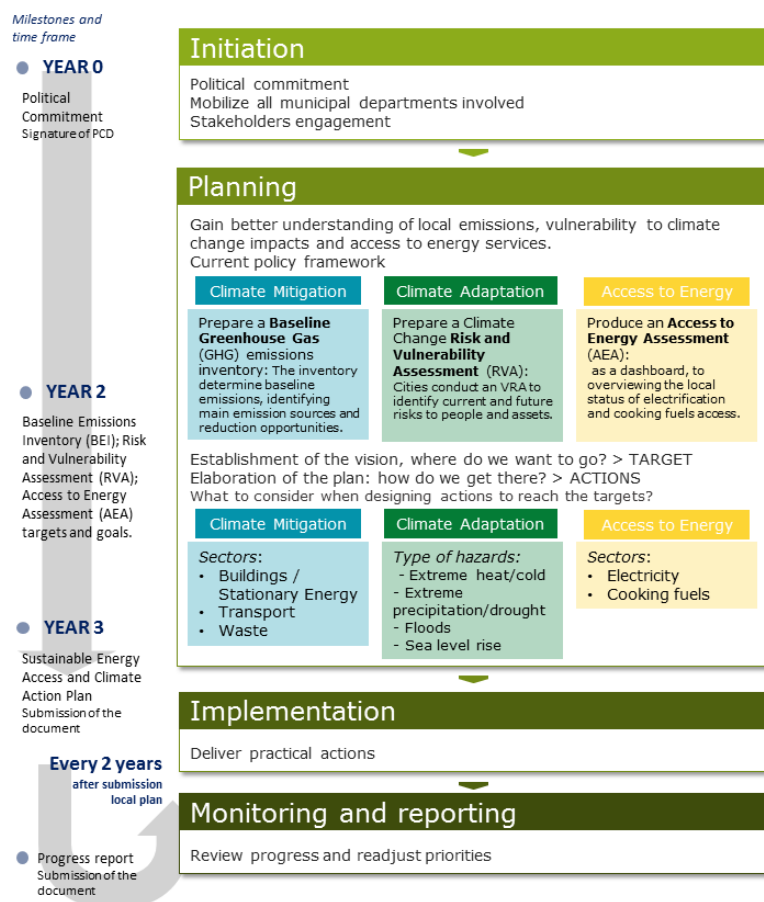 Milestones and
time frame
YEAR 0
Political
Commitment
Signature of PCD
Initiation
Political commitment
Mobilize all municipal departments involved
Stakeholders engagement
Planning
Gain better understanding of local emissions, vulnerability to climate
change impacts and access to energy services.
Current policy framework
Climate Mitigation
Prepare a Baseline
Greenhouse Gas
(GHG) emissions
inventory: The inventory
determine baseline
emissions, identifying
main emission sources and
reduction opportunities.
Climate Adaptation
Prepare a Climate
Change Risk and
Vulnerability
Assessment (RVA):
Cities conduct an VRA to
identify current and future
risks to people and assets.
Access to Energy
Produce an Access to
Energy Assessment
(AEA):
as a dashboard, to
overviewing the local
status of electrification
and cooking fuels access.
YEAR 2
Baseline Emissions
Inventory (BEI); Risk
and Vulnerability
Assessment (RVA);
Access to Energy
Assessment (AEA)
targets and goals.
Establishment of the vision, where do we want to go? > TARGET
Elaboration of the plan: how do we get there? > ACTIONS
What to consider when designing actions to reach the targets?
Climate Mitigation
Sectors:
• Buildings /
Stationary Energy
• Transport
• Waste
Climate Adaptation
Type of hazards:
- Extreme heat/cold
- Extreme
precipitation/drought
- Floods
- Sea level rise
Access to Energy
Sectors:
• Electricity
• Cooking fuels
YEAR 3
Sustainable Energy
Access and Climate
Action Plan
Submission of the
document
Implementation
Deliver practical actions
Every 2 years
after submission
local plan
Monitoring and reporting
Review progress and readjust priorities
Progress report
Submission of the
document